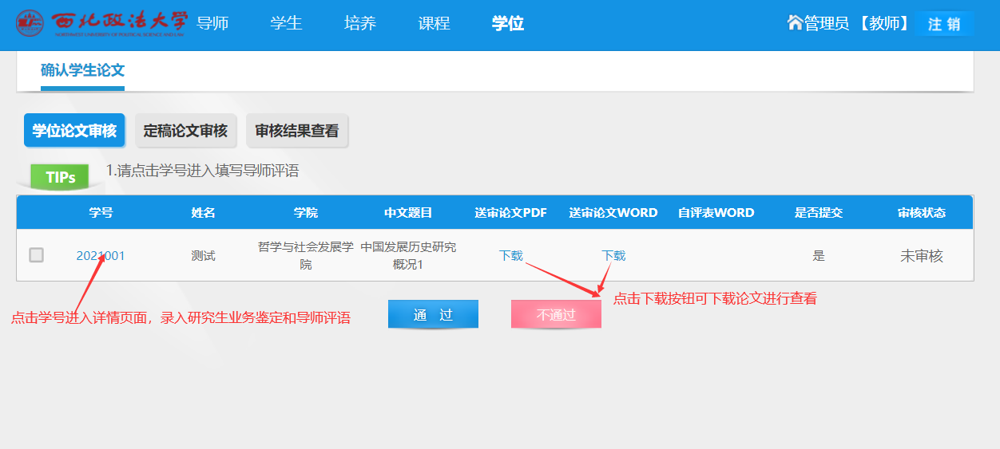 西北政法大学
NORTHWEST UNIVERSITY OF POLITICAL SCIENCE AND LAW
导师 学生 培养 课程 学位 管理员 【教师】 注 销
确认学生论文
学位论文审核 定稿论文审核 审核结果查看
TIPs 1.请点击学号进入填写导师评语
学号 姓名 学院 中文题目 送审论文PDF 送审论文WORD 自评表WORD 是否提交 审核状态
2021001 测试 哲学与社会发展学院 中国发展历史研究概况1 下载 下载 是 未审核
点击下载按钮可下载论文进行查看
点击学号进入详情页面，录入研究生业务鉴定和导师评语
通 过 不通过